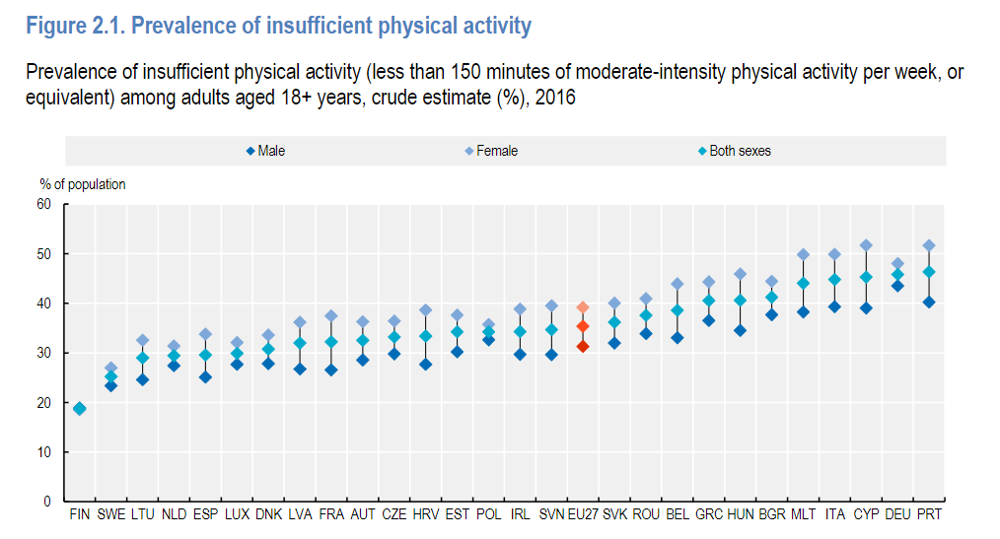 Figure 2.1. Prevalence of insufficient physical activity
Prevalence of insufficient physical activity (less than 150 minutes of moderate-intensity physical activity per week, or
equivalent) among adults aged 18+ years, crude estimate (%), 2016
Male Female Both sexes
% of population
60
50
40
30
20
10
0
FIN SWE LTU NLD ESP LUX DNK LVA FRA AUT CZE HRV EST POL IRL SVN EU27 SVK ROU BEL GRC HUN BGR MLT ITA CYP DEU PRT